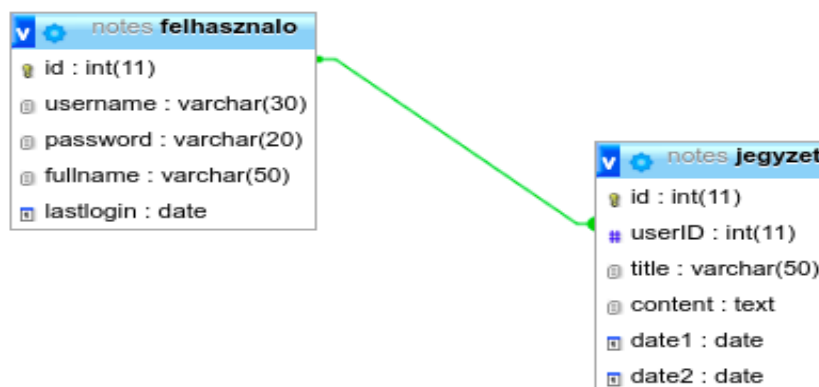 notes felhasznalo
id : int(11)
username : varchar(30)
password : varchar(20)
fullname : varchar(50)
lastlogin : date
notes jegyzet
id : int(11)
userID : int(11)
title : varchar(50)
content : text
date1 : date
date2 : date